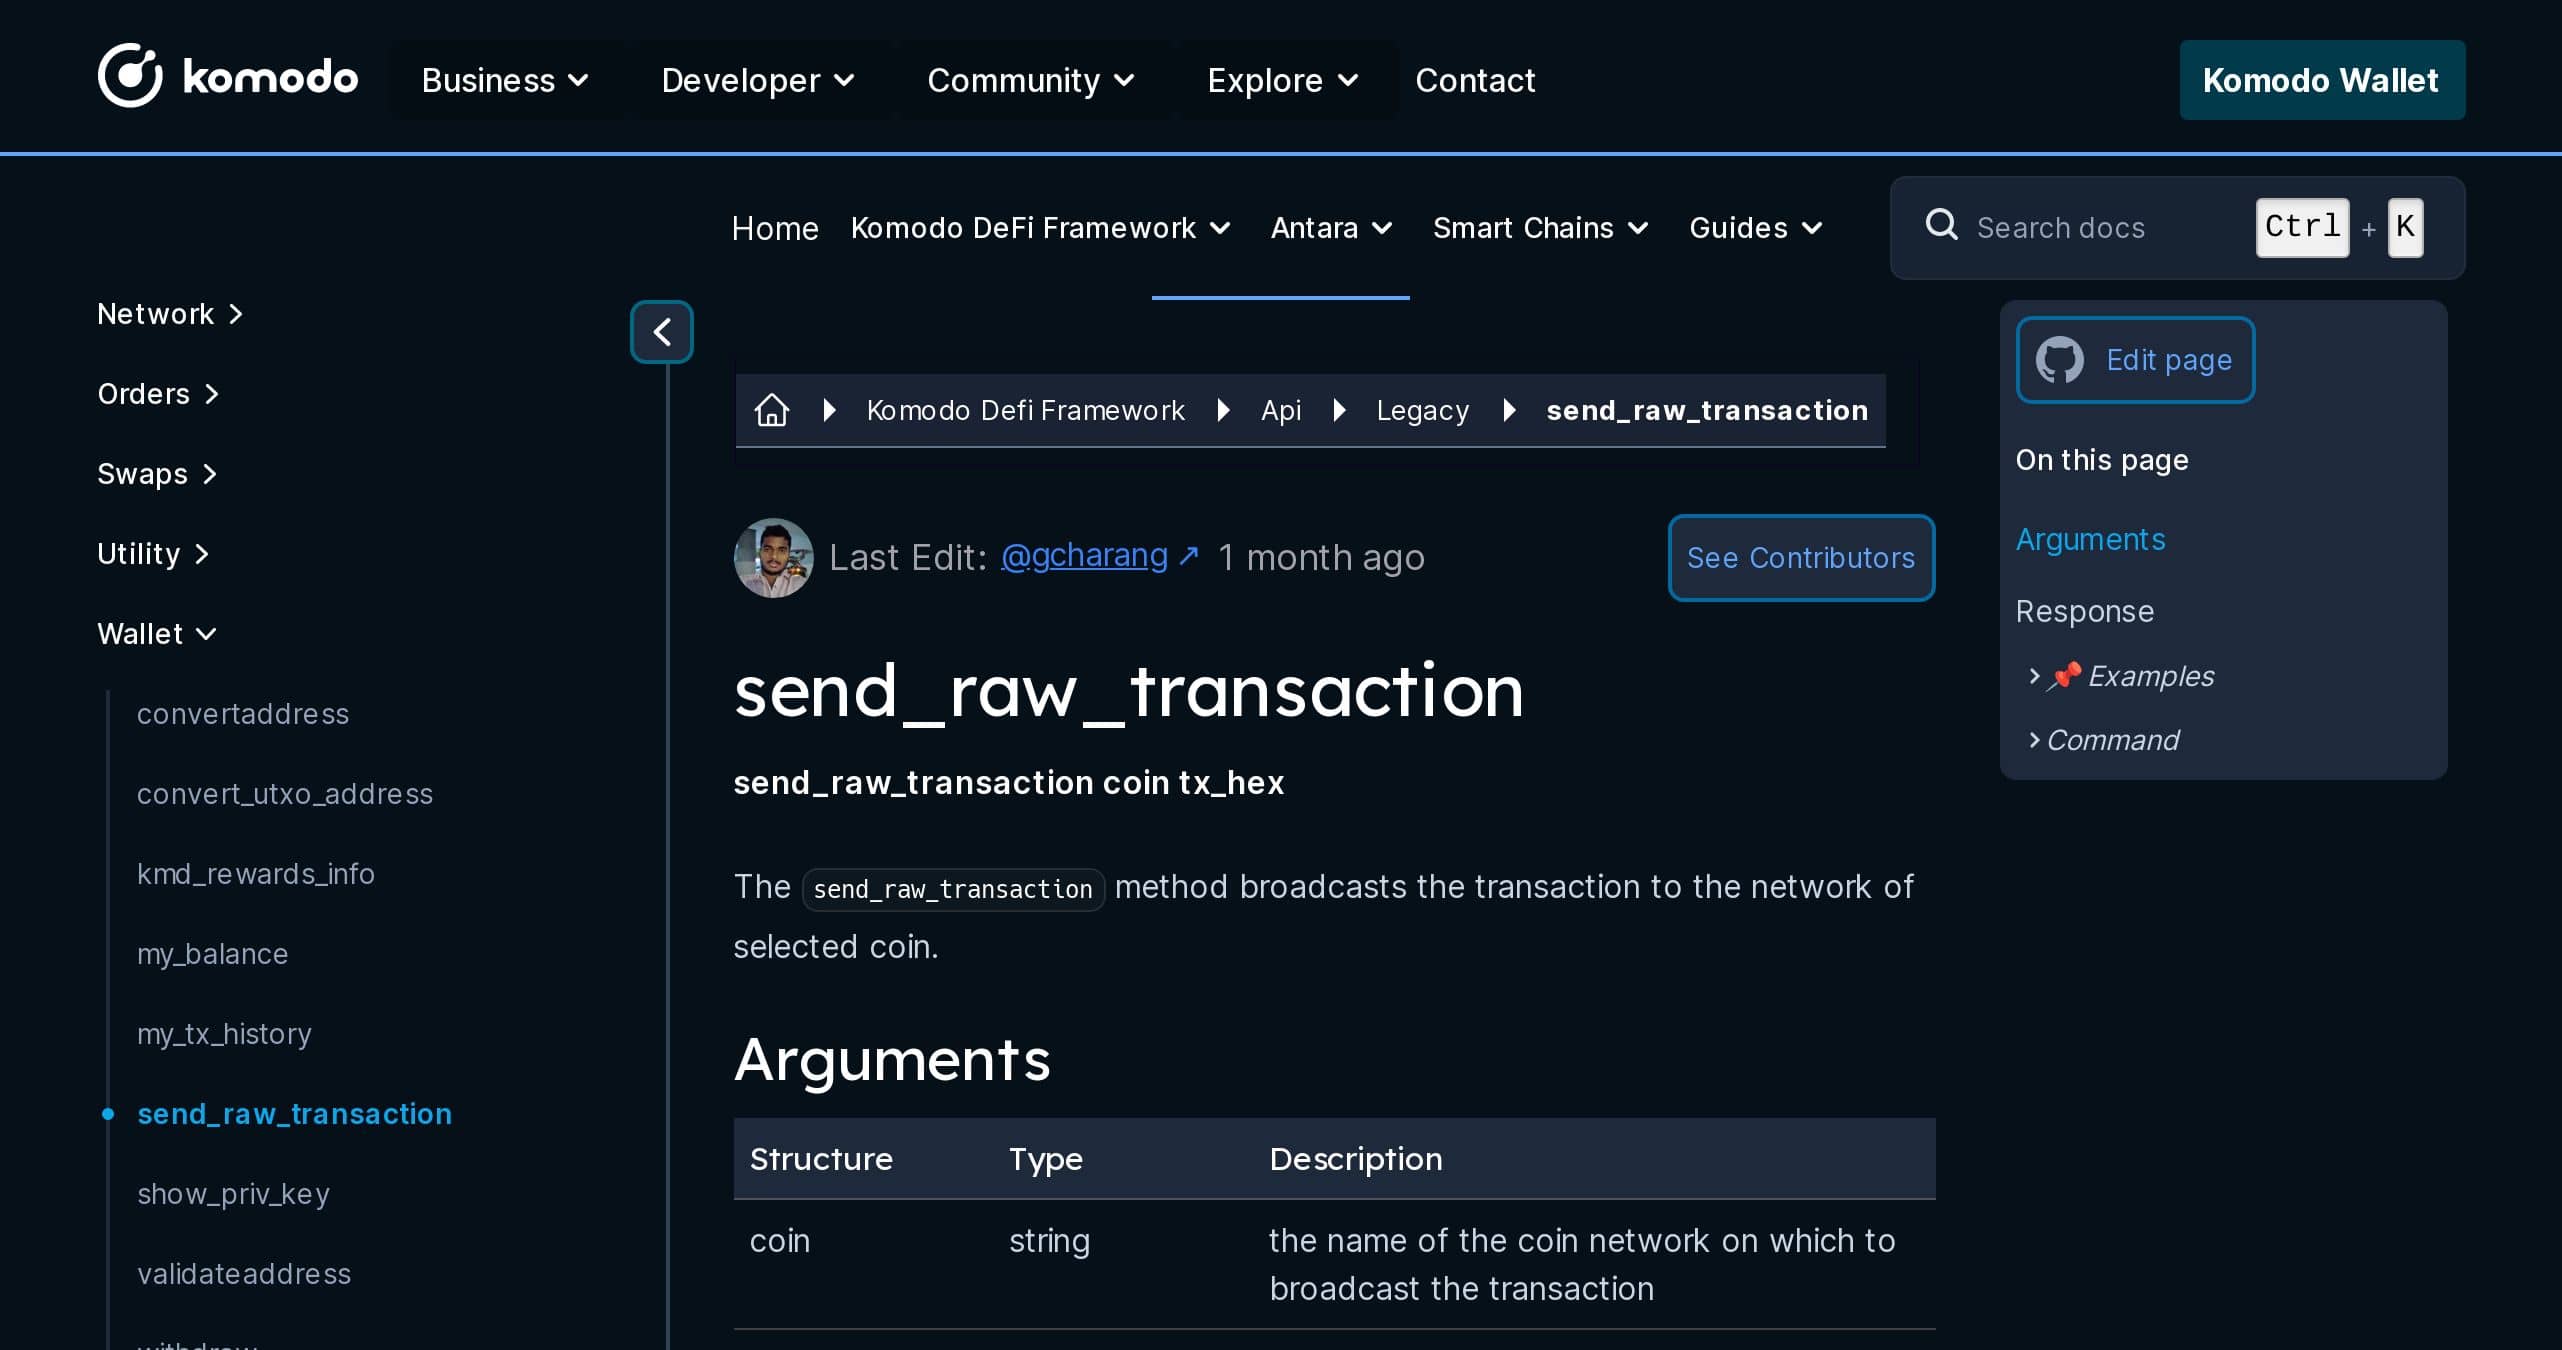 komodo
Business
Developer
Community
Explore
Contact
Komodo Wallet
Home
Komodo DeFi Framework
Antara
Smart Chains
Guides
Search docs
Ctrl + K
Network
Orders
Swaps
Utility
Wallet
convertaddress
convert_utxo_address
kmd_rewards_info
my_balance
my_tx_history
send_raw_transaction
show_priv_key
validateaddress
Komodo Defi Framework
Api
Legacy
send_raw_transaction
Last Edit: @gcharang ↗ 1 month ago
See Contributors
send_raw_transaction
send_raw_transaction coin tx_hex
The send_raw_transaction method broadcasts the transaction to the network of
selected coin.
Arguments
Structure Type Description
coin string the name of the coin network on which to
broadcast the transaction
Edit page
On this page
Arguments
Response
📌 Examples
Command